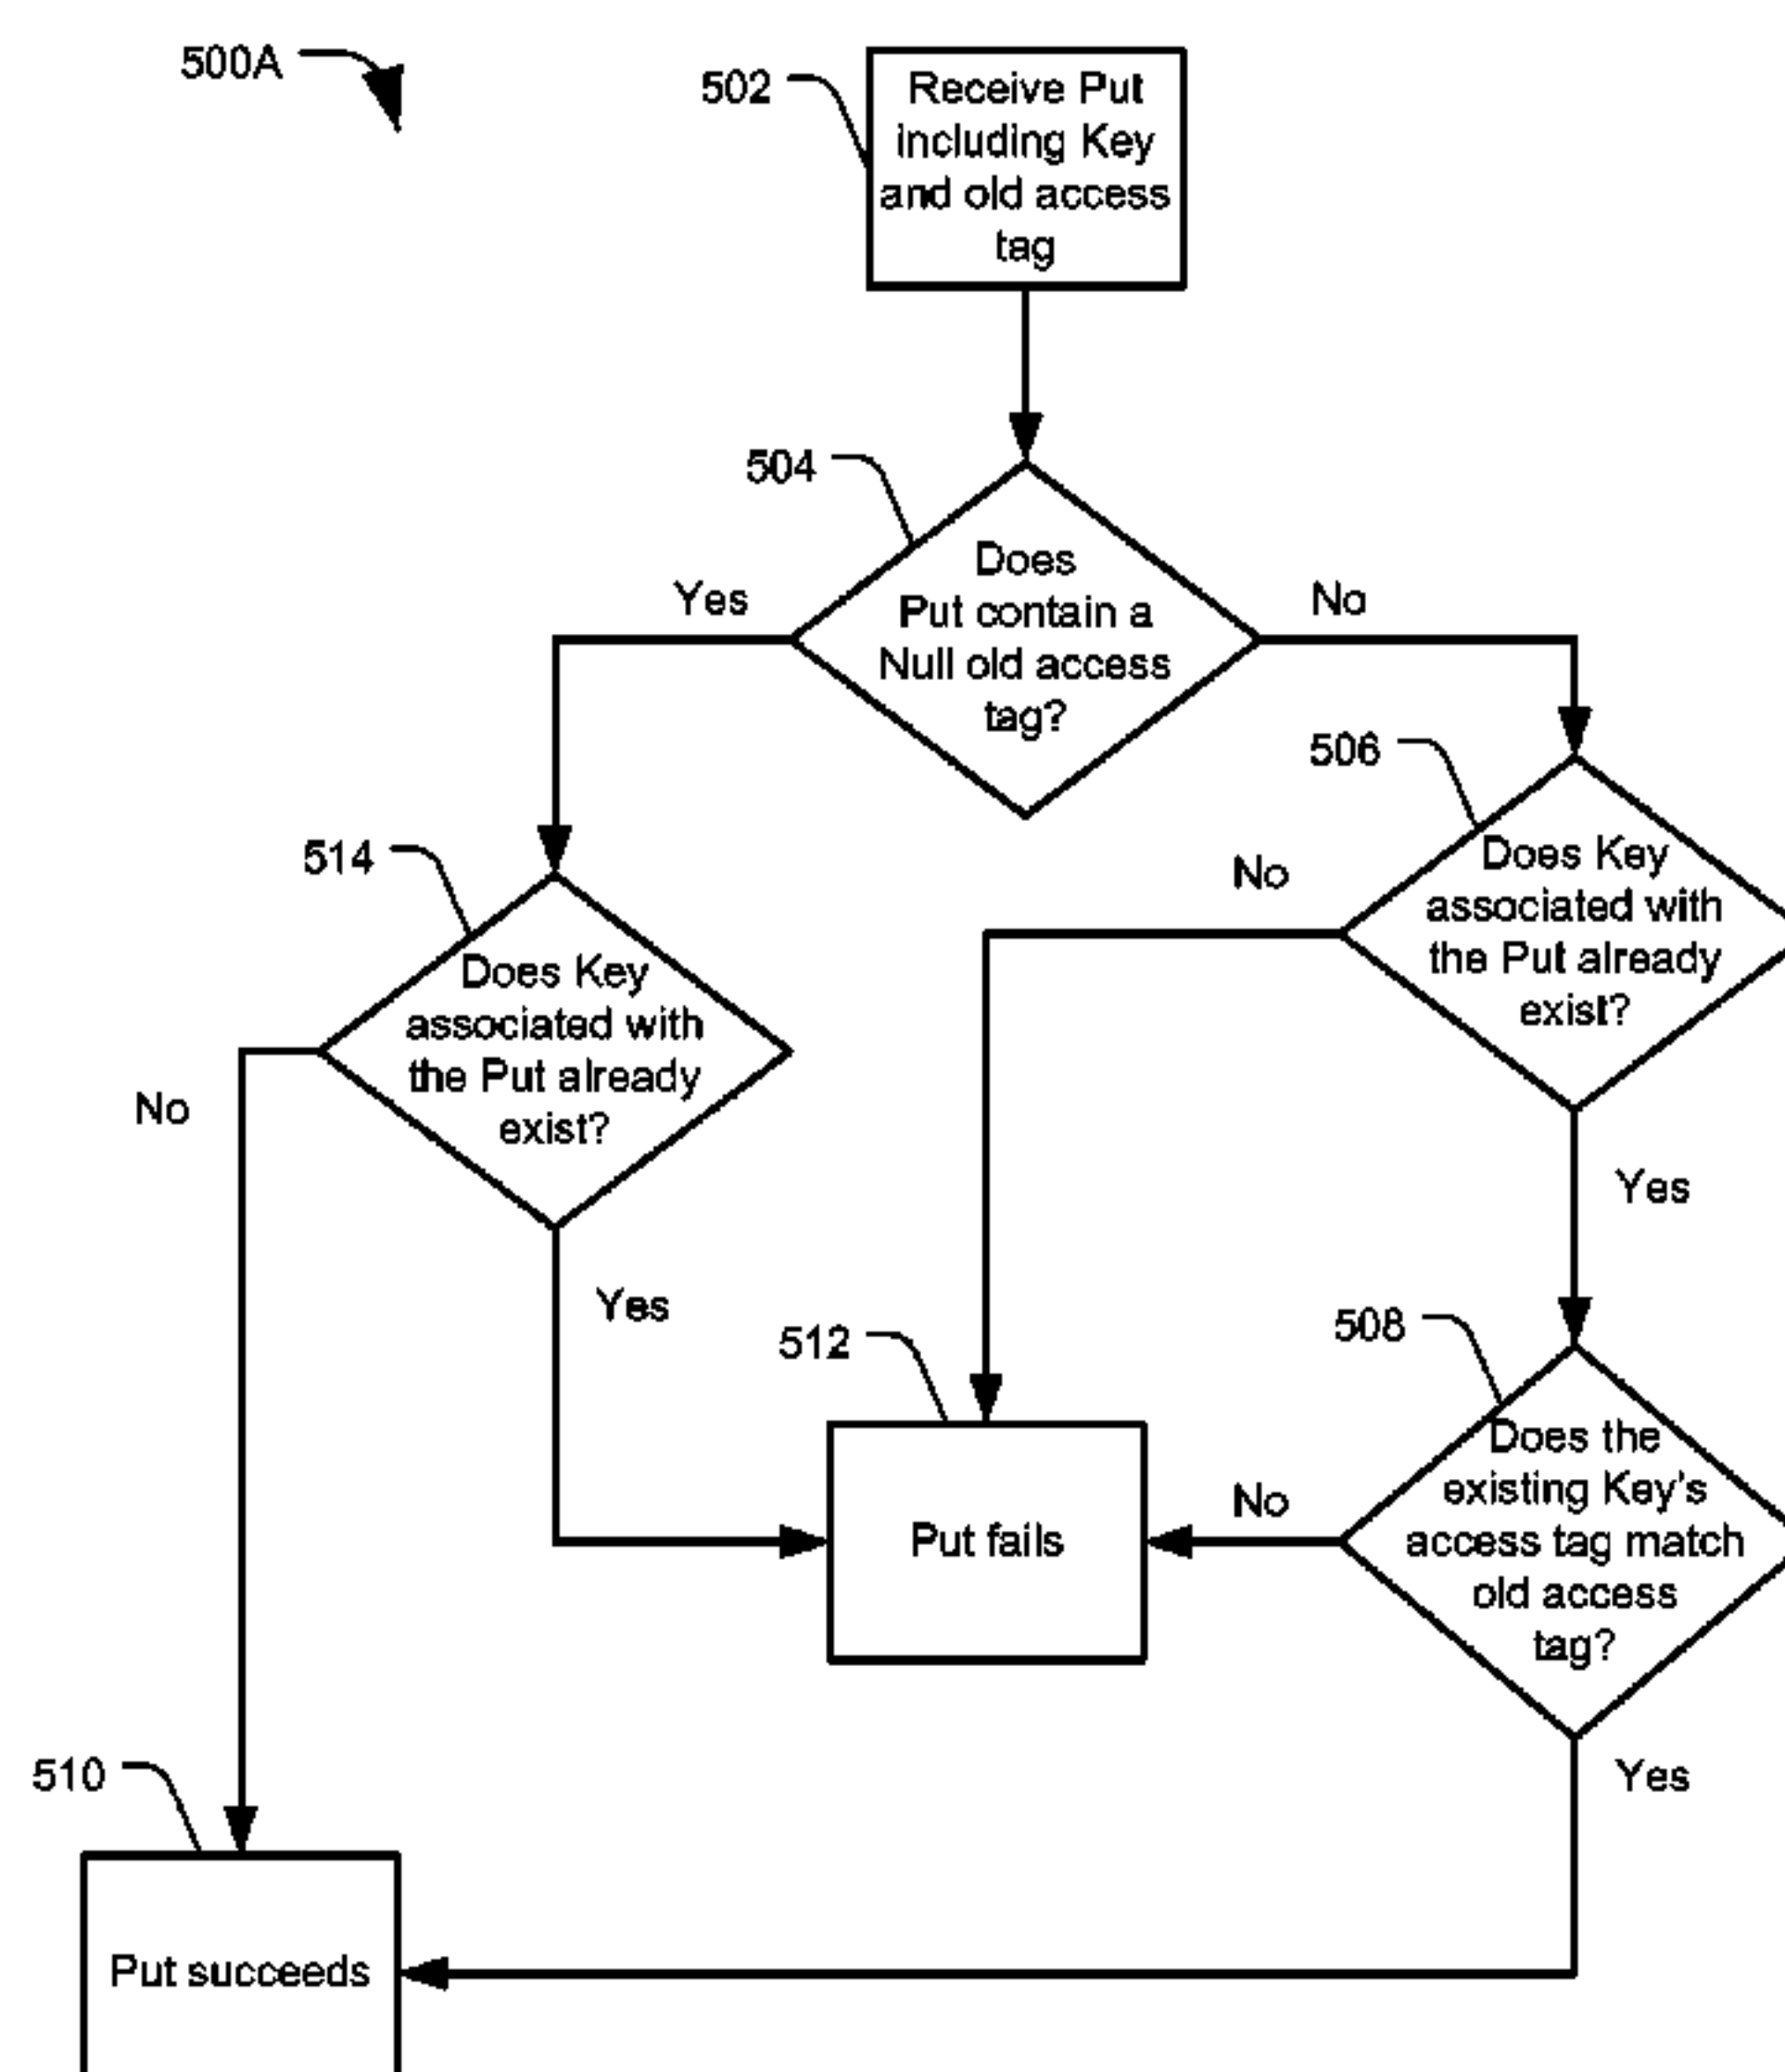 500A
502
Receive Put
including Key
and old access
tag
504
Does
Put contain a
Null old access
tag?
Yes
No
506
Does Key
associated with
the Put already
exist?
No
Yes
514
Does Key
associated with
the Put already
exist?
No
Yes
512
Put fails
508
Does the
existing Key's
access tag match
old access
tag?
No
Yes
510
Put succeeds